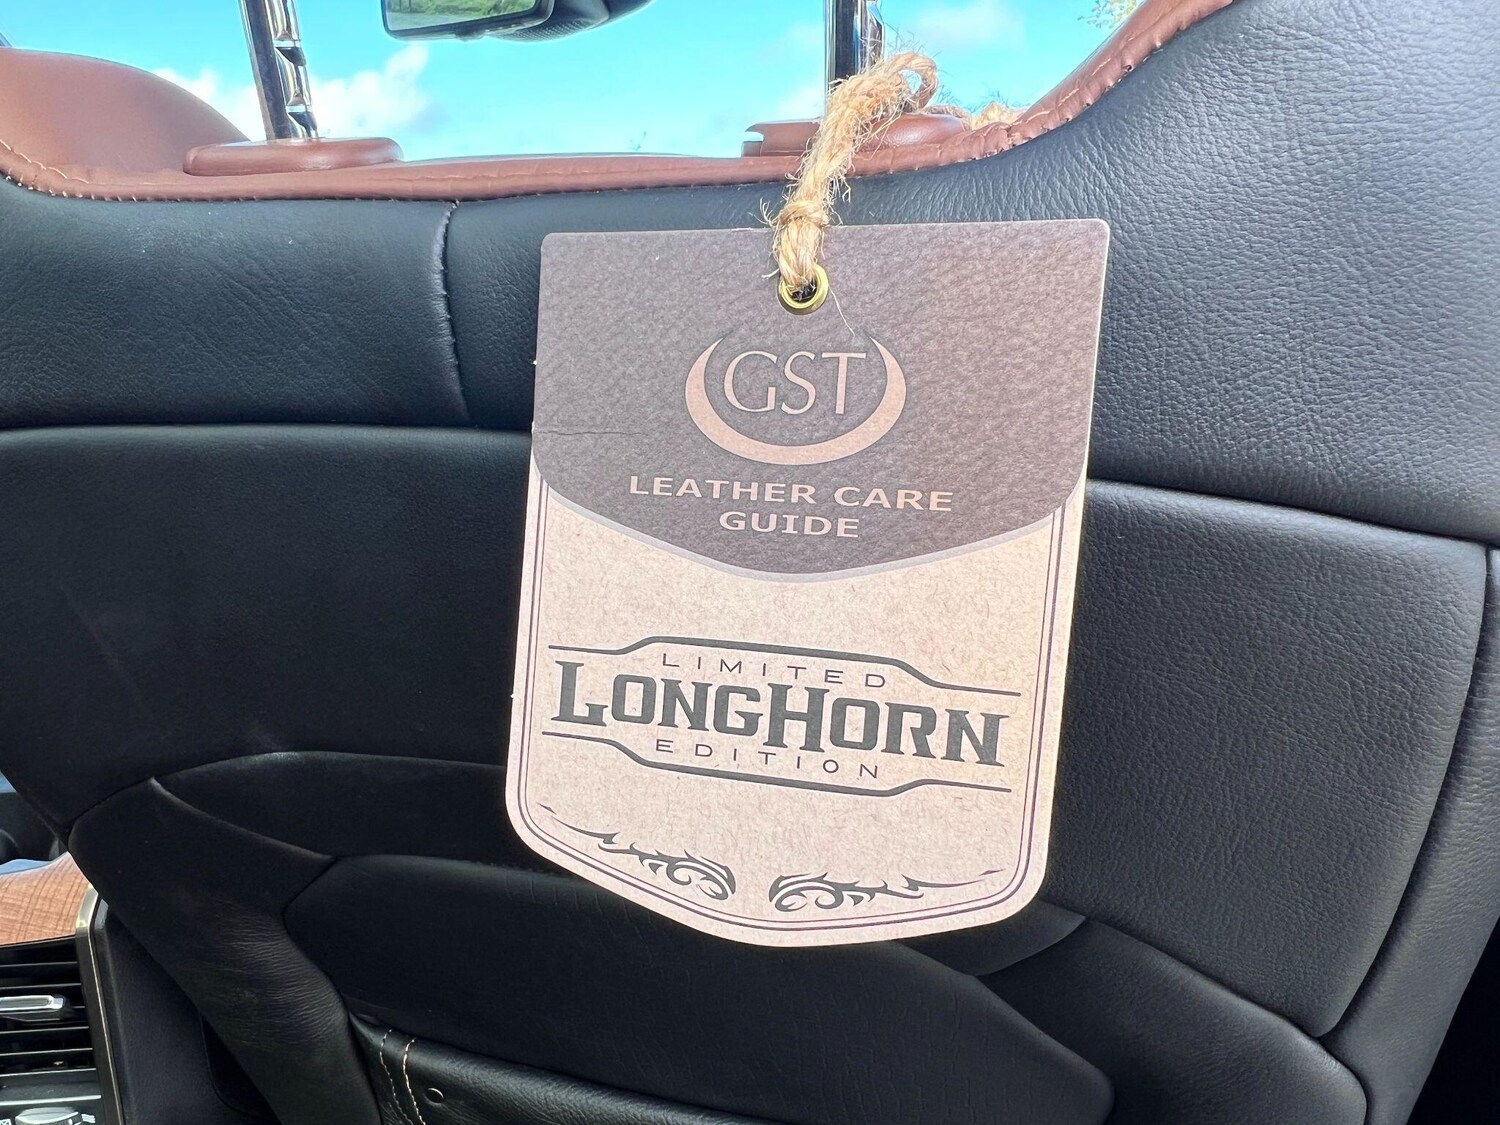 GST
LEATHER CARE
GUIDE
LIMITED
LONGHORN
EDITION